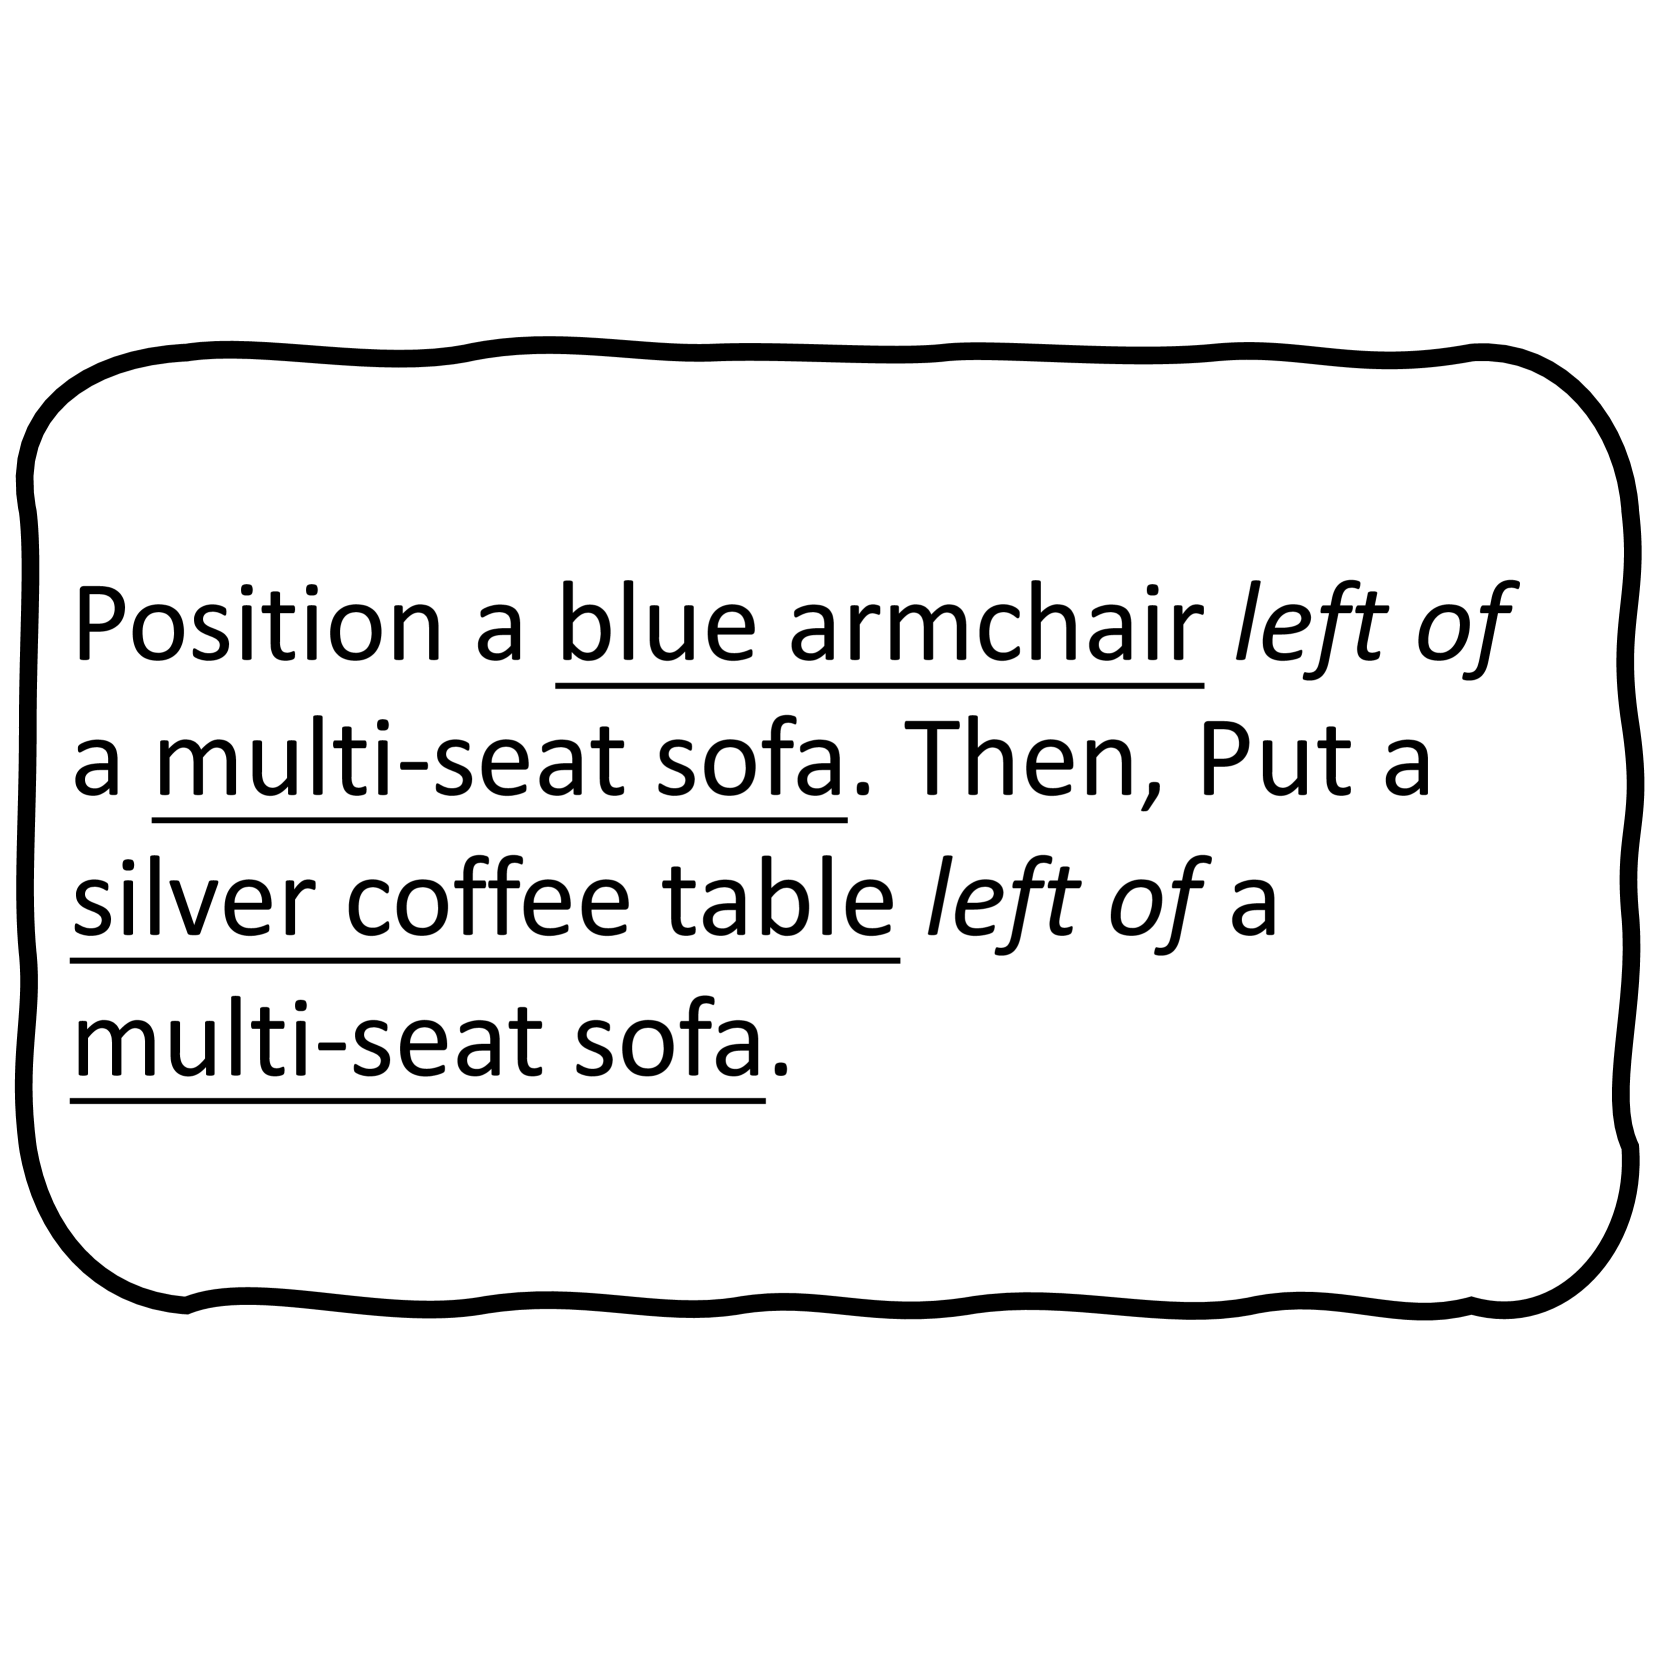 Position a blue armchair left of
a multi-seat sofa. Then, Put a
silver coffee table left of a
multi-seat sofa.